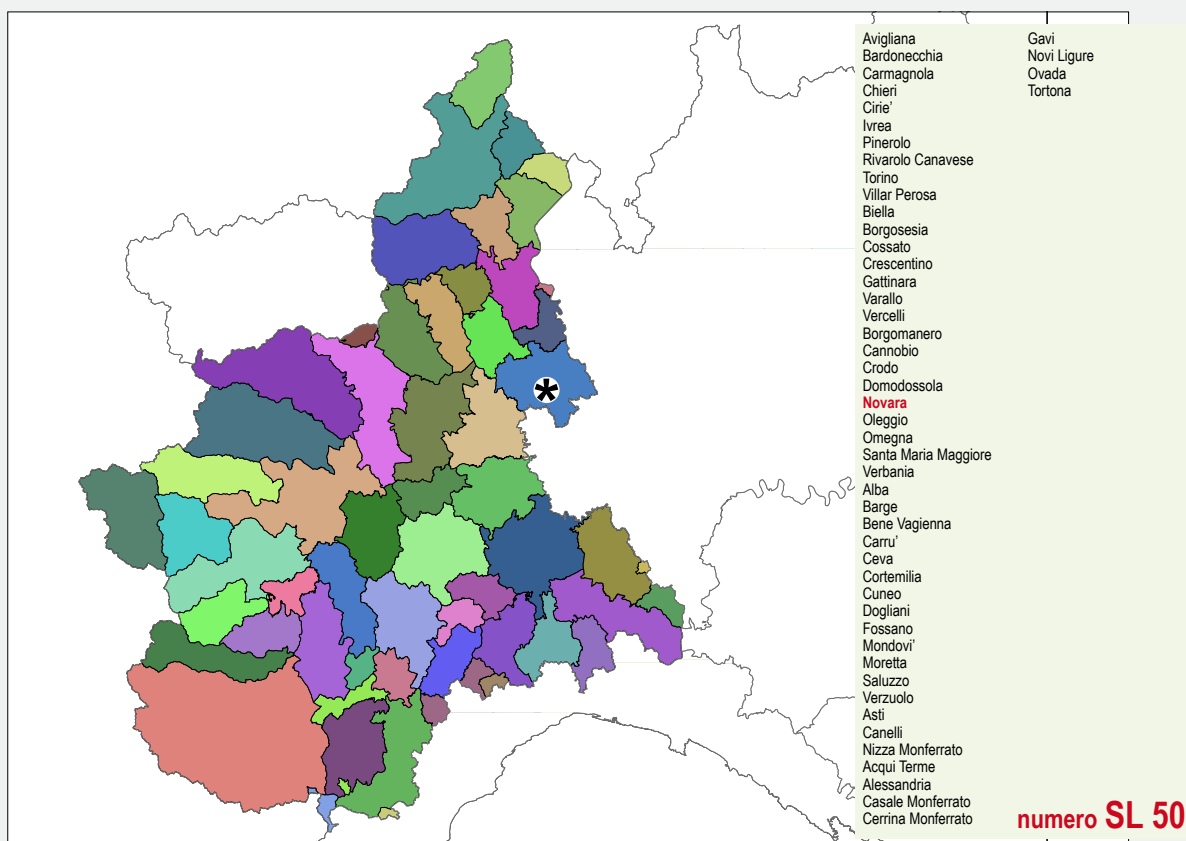 Avigliana
Bardonecchia
Carmagnola
Chieri
Cirie'
Ivrea
Pinerolo
Rivarolo Canavese
Torino
Villar Perosa
Biella
Borgosesia
Cossato
Crescentino
Gattinara
Varallo
Vercelli
Borgomanero
Cannobio
Crodo
Domodossola
Novara
Oleggio
Omegna
Santa Maria Maggiore
Verbania
Alba
Barge
Bene Vagienna
Carru'
Ceva
Cortemilia
Cuneo
Dogliani
Fossano
Mondovi'
Moretta
Saluzzo
Verzuolo
Asti
Canelli
Nizza Monferrato
Acqui Terme
Alessandria
Casale Monferrato
Cerrina Monferrato
Gavi
Novi Ligure
Ovada
Tortona
numero SL 50
*